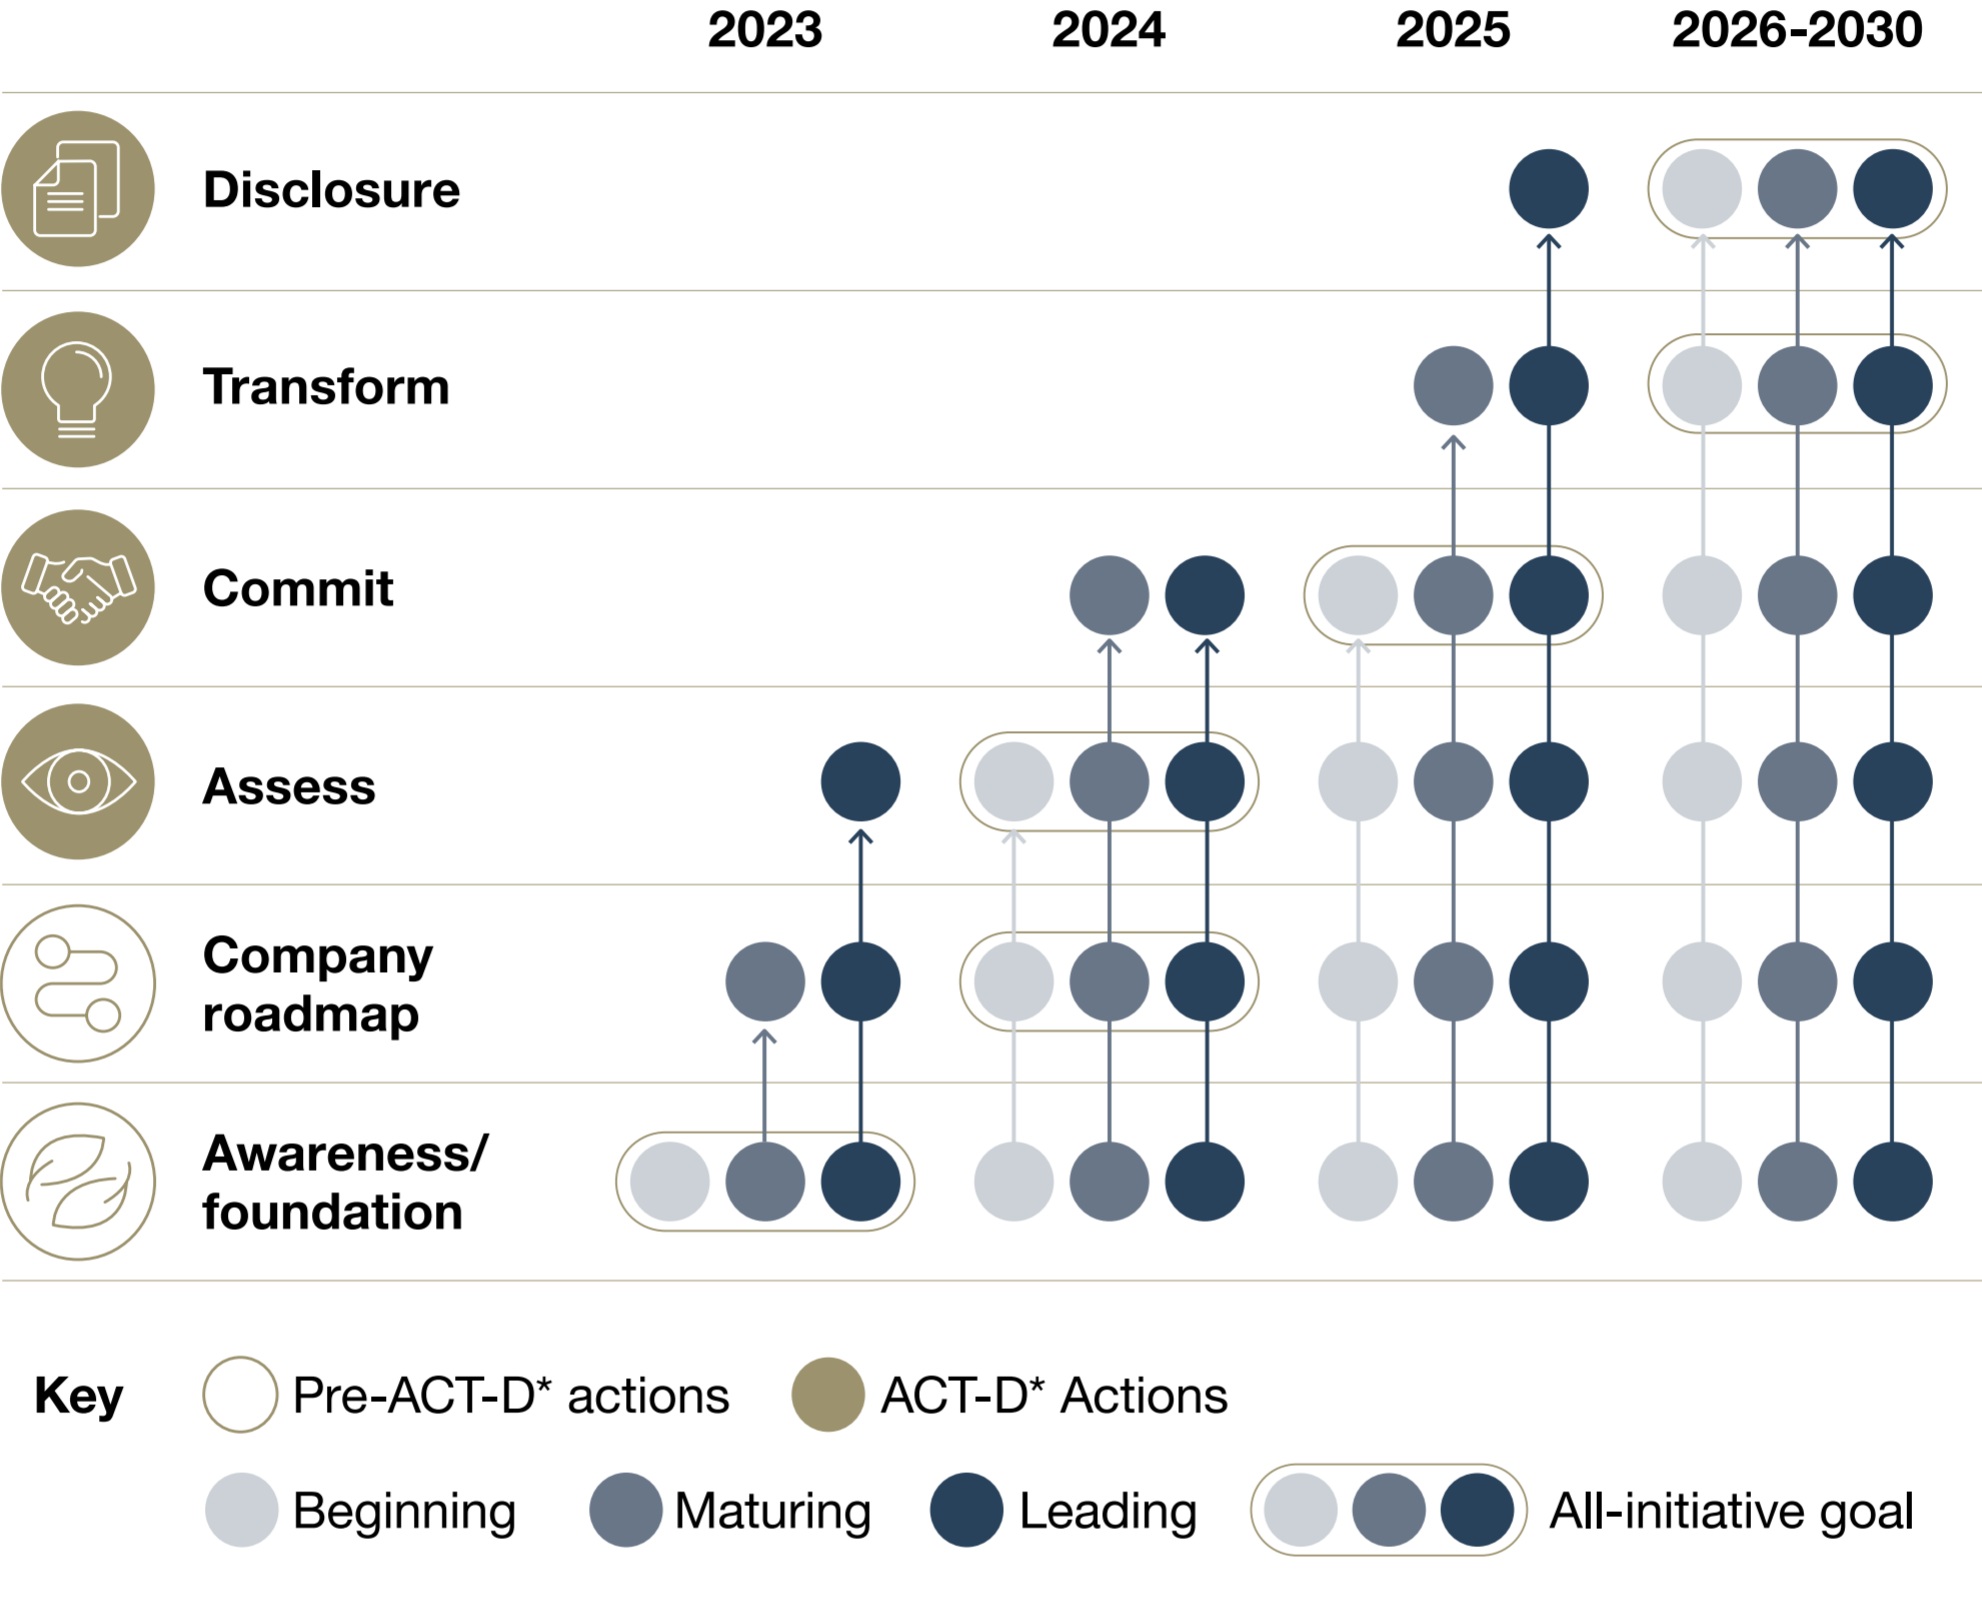 2023 2024 2025 2026-2030
Disclosure
Transform
Commit
Assess
Company
roadmap
Awareness/
foundation
Key Pre-ACT-D* actions ACT-D* Actions
Beginning Maturing Leading All-initiative goal